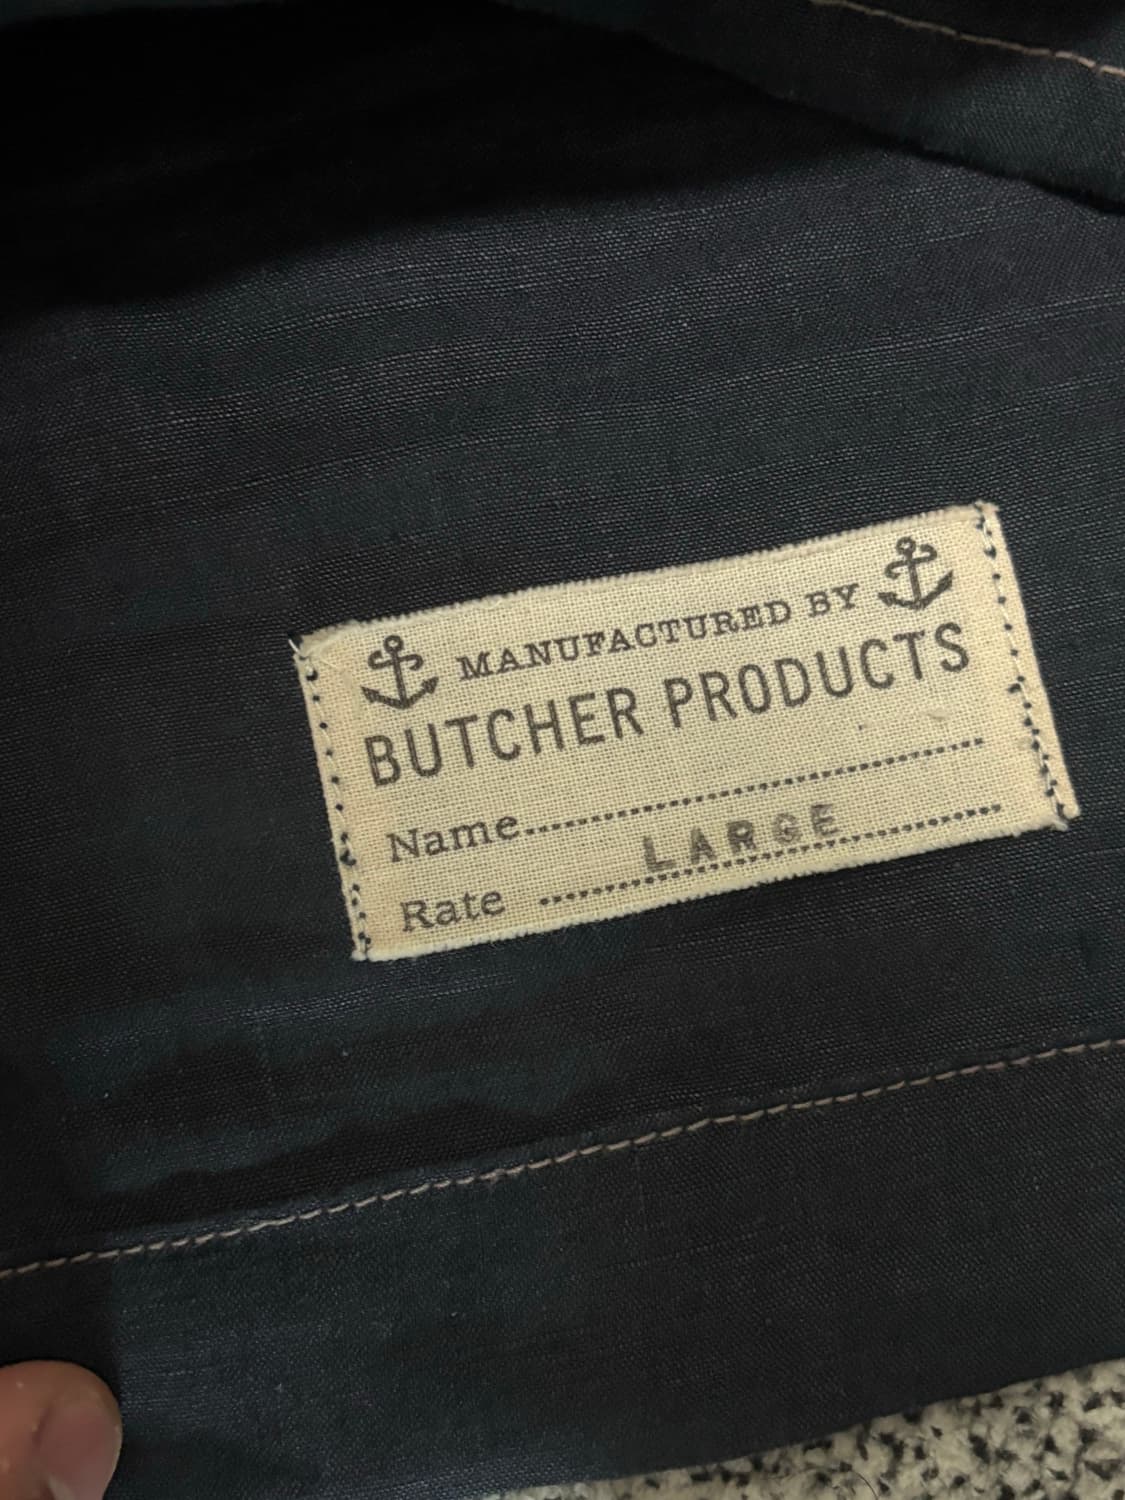 MANUFACTURED BY
BUTCHER PRODUCTS
Name....................
LARGE
Rate ....................